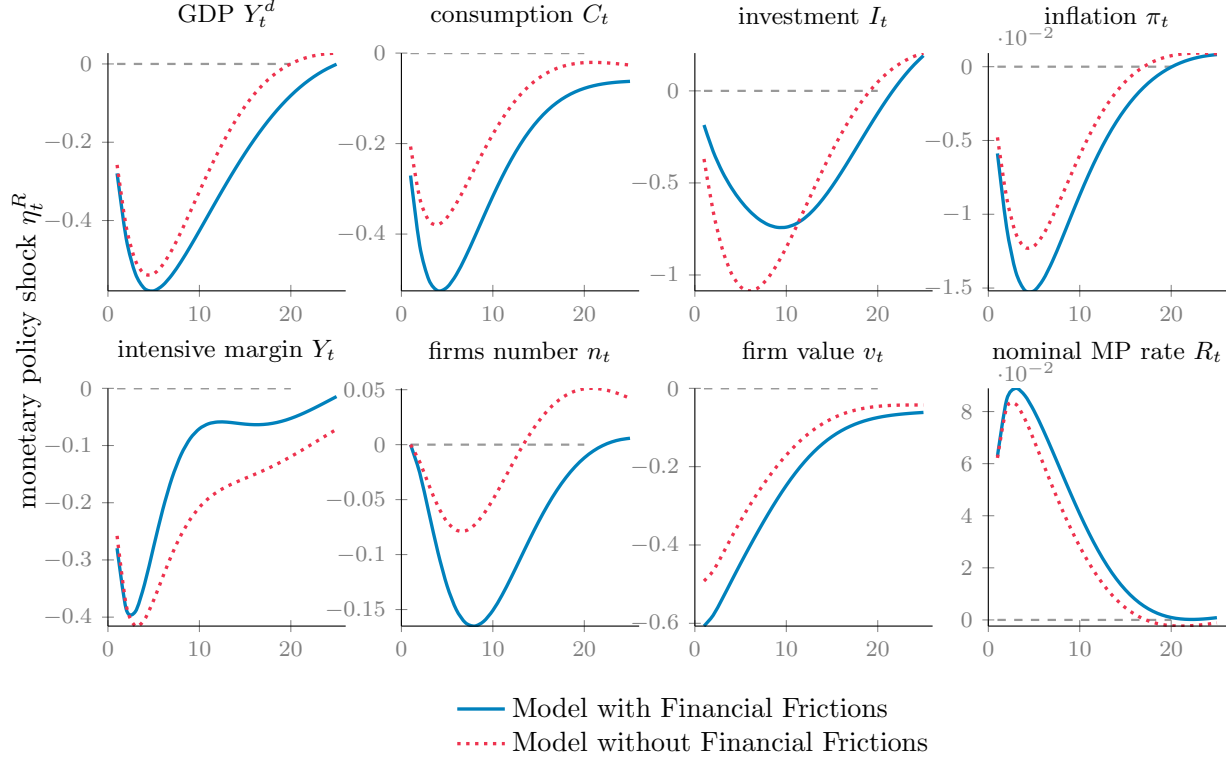 GDP $Y_t^d$
consumption $C_t$
investment $I_t$
inflation $\pi_t$
monetary policy shock $\eta_t^R$
0
−0.2
−0.4
0 10 20
0
−0.2
−0.4
0 10 20
0
−0.5
−1
0 10 20
·10⁻²
0
−0.5
−1
−1.5
0 10 20
intensive margin $Y_t$
firms number $n_t$
firm value $v_t$
nominal MP rate $R_t$
0
−0.1
−0.2
−0.3
−0.4
0 10 20
0.05
0
−0.05
−0.1
−0.15
0 10 20
0
−0.2
−0.4
−0.6
0 10 20
·10⁻²
8
6
4
2
0
0 10 20
Model with Financial Frictions
Model without Financial Frictions